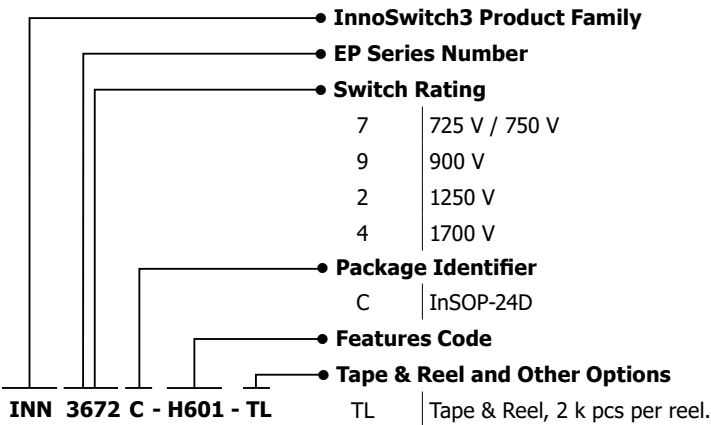 InnoSwitch3 Product Family
EP Series Number
Switch Rating
7 725 V / 750 V
9 900 V
2 1250 V
4 1700 V
Package Identifier
C InSOP-24D
Features Code
Tape & Reel and Other Options
INN 3672 C - H601 - TL TL Tape & Reel, 2 k pcs per reel.